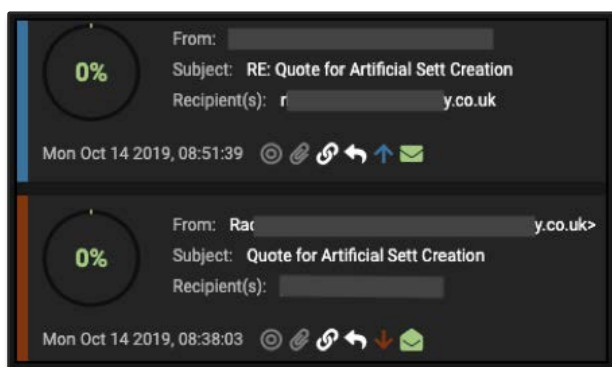 From:
0%
Subject: RE: Quote for Artificial Sett Creation
Recipient(s): r y.co.uk
Mon Oct 14 2019, 08:51:39
From: Rac y.co.uk>
0%
Subject: Quote for Artificial Sett Creation
Recipient(s):
Mon Oct 14 2019, 08:38:03